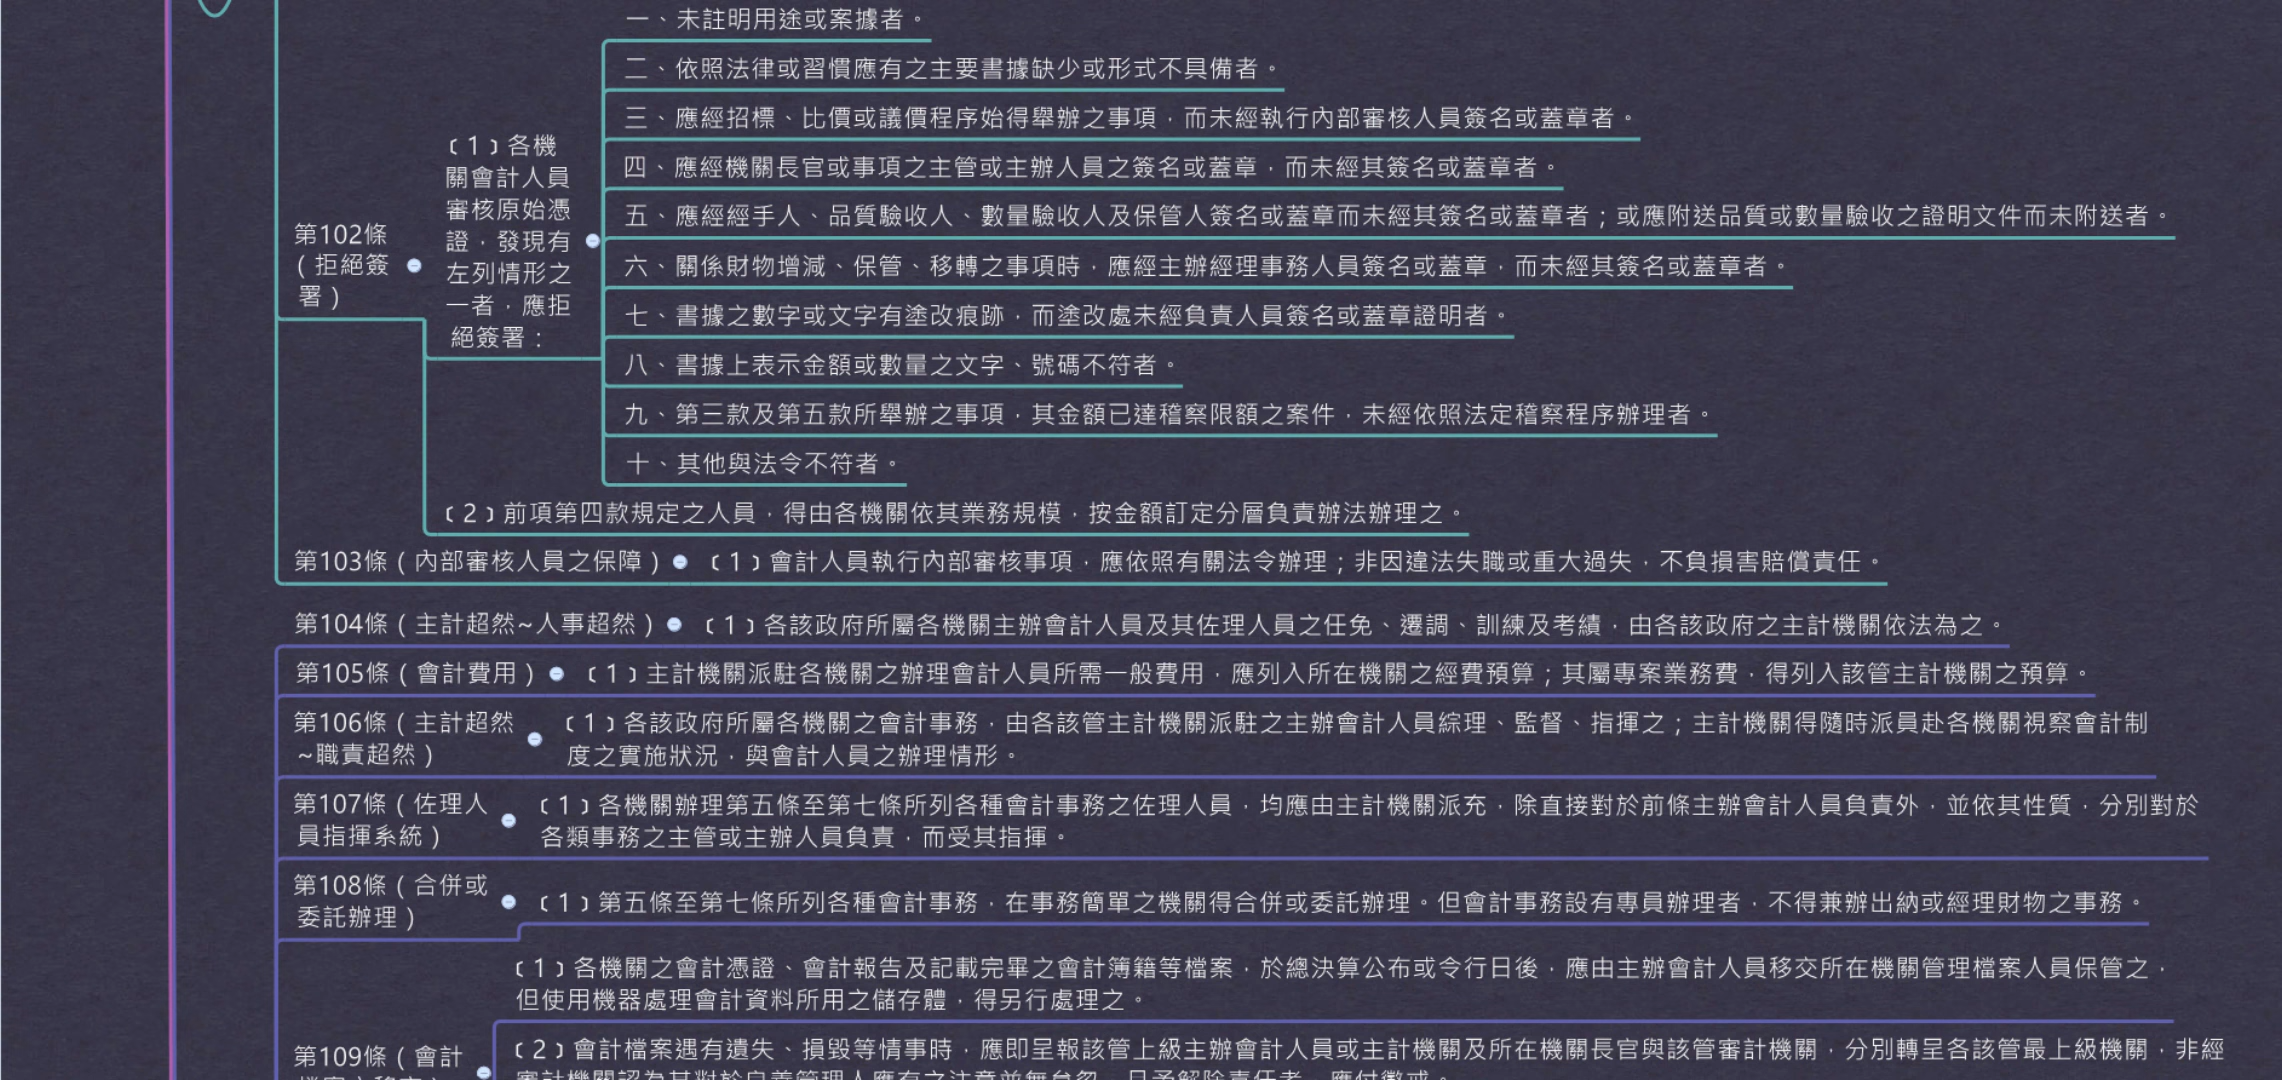 第102條
(拒絕簽
署)
﹝1﹞各機
關會計人員
審核原始憑
證,發現有
左列情形之
一者,應拒
絕簽署:
一、未註明用途或案據者。
二、依照法律或習慣應有之主要書據缺少或形式不具備者。
三、應經招標、比價或議價程序始得舉辦之事項,而未經執行內部審核人員簽名或蓋章者。
四、應經機關長官或事項之主管或主辦人員之簽名或蓋章,而未經其簽名或蓋章者。
五、應經經手人、品質驗收人、數量驗收人及保管人簽名或蓋章而未經其簽名或蓋章者;或應附送品質或數量驗收之證明文件而未附送者。
六、關係財物增減、保管、移轉之事項時,應經主辦經理事務人員簽名或蓋章,而未經其簽名或蓋章者。
七、書據之數字或文字有塗改痕跡,而塗改處未經負責人員簽名或蓋章證明者。
八、書據上表示金額或數量之文字、號碼不符者。
九、第三款及第五款所舉辦之事項,其金額已達稽察限額之案件,未經依照法定稽察程序辦理者。
十、其他與法令不符者。
﹝2﹞前項第四款規定之人員,得由各機關依其業務規模,按金額訂定分層負責辦法辦理之。
第103條(內部審核人員之保障)
﹝1﹞會計人員執行內部審核事項,應依照有關法令辦理;非因違法失職或重大過失,不負損害賠償責任。
第104條(主計超然~人事超然)
﹝1﹞各該政府所屬各機關主辦會計人員及其佐理人員之任免、遷調、訓練及考績,由各該政府之主計機關依法為之。
第105條(會計費用)
﹝1﹞主計機關派駐各機關之辦理會計人員所需一般費用,應列入所在機關之經費預算;其屬專案業務費,得列入該管主計機關之預算。
第106條(主計超然
~職責超然)
﹝1﹞各該政府所屬各機關之會計事務,由各該管主計機關派駐之主辦會計人員綜理、監督、指揮之;主計機關得隨時派員赴各機關視察會計制
度之實施狀況,與會計人員之辦理情形。
第107條(佐理人
員指揮系統)
﹝1﹞各機關辦理第五條至第七條所列各種會計事務之佐理人員,均應由主計機關派充,除直接對於前條主辦會計人員負責外,並依其性質,分別對於
各類事務之主管或主辦人員負責,而受其指揮。
第108條(合併或
委託辦理)
﹝1﹞第五條至第七條所列各種會計事務,在事務簡單之機關得合併或委託辦理。但會計事務設有專員辦理者,不得兼辦出納或經理財物之事務。
第109條(會計
﹝1﹞各機關之會計憑證、會計報告及記載完畢之會計簿籍等檔案,於總決算公布或令行日後,應由主辦會計人員移交所在機關管理檔案人員保管之,
但使用機器處理會計資料所用之儲存體,得另行處理之。
﹝2﹞會計檔案遇有遺失、損毀等情事時,應即呈報該管上級主辦會計人員或主計機關及所在機關長官與該管審計機關,分別轉呈各該管最上級機關,非經